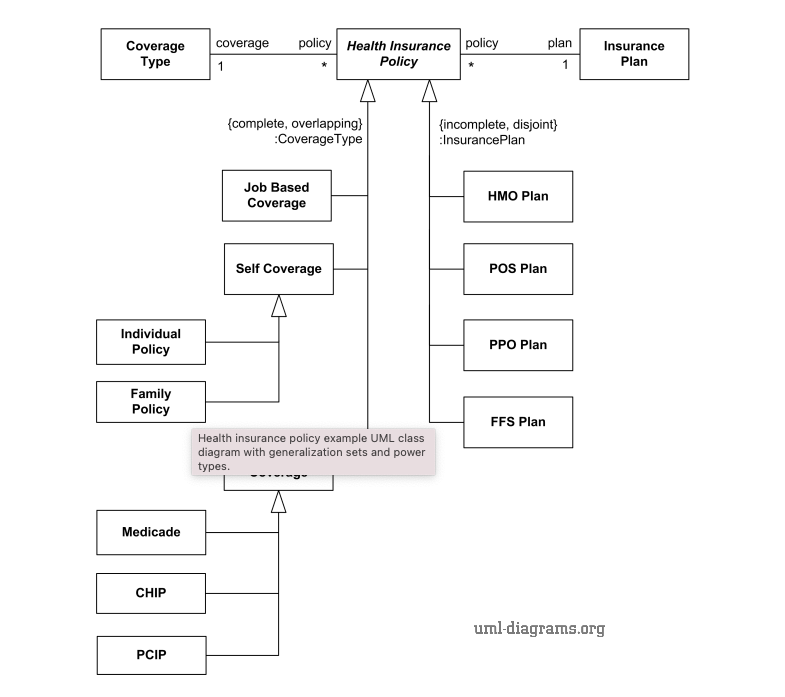 Coverage
Type
coverage
policy
1
*
Health Insurance
Policy
policy
plan
*
1
Insurance
Plan
{complete, overlapping}
:CoverageType
{incomplete, disjoint}
:InsurancePlan
Job Based
Coverage
HMO Plan
Self Coverage
POS Plan
Individual
Policy
PPO Plan
Family
Policy
FFS Plan
Health insurance policy example UML class
diagram with generalization sets and power
types.
Coverage
Medicade
CHIP
PCIP
uml-diagrams.org